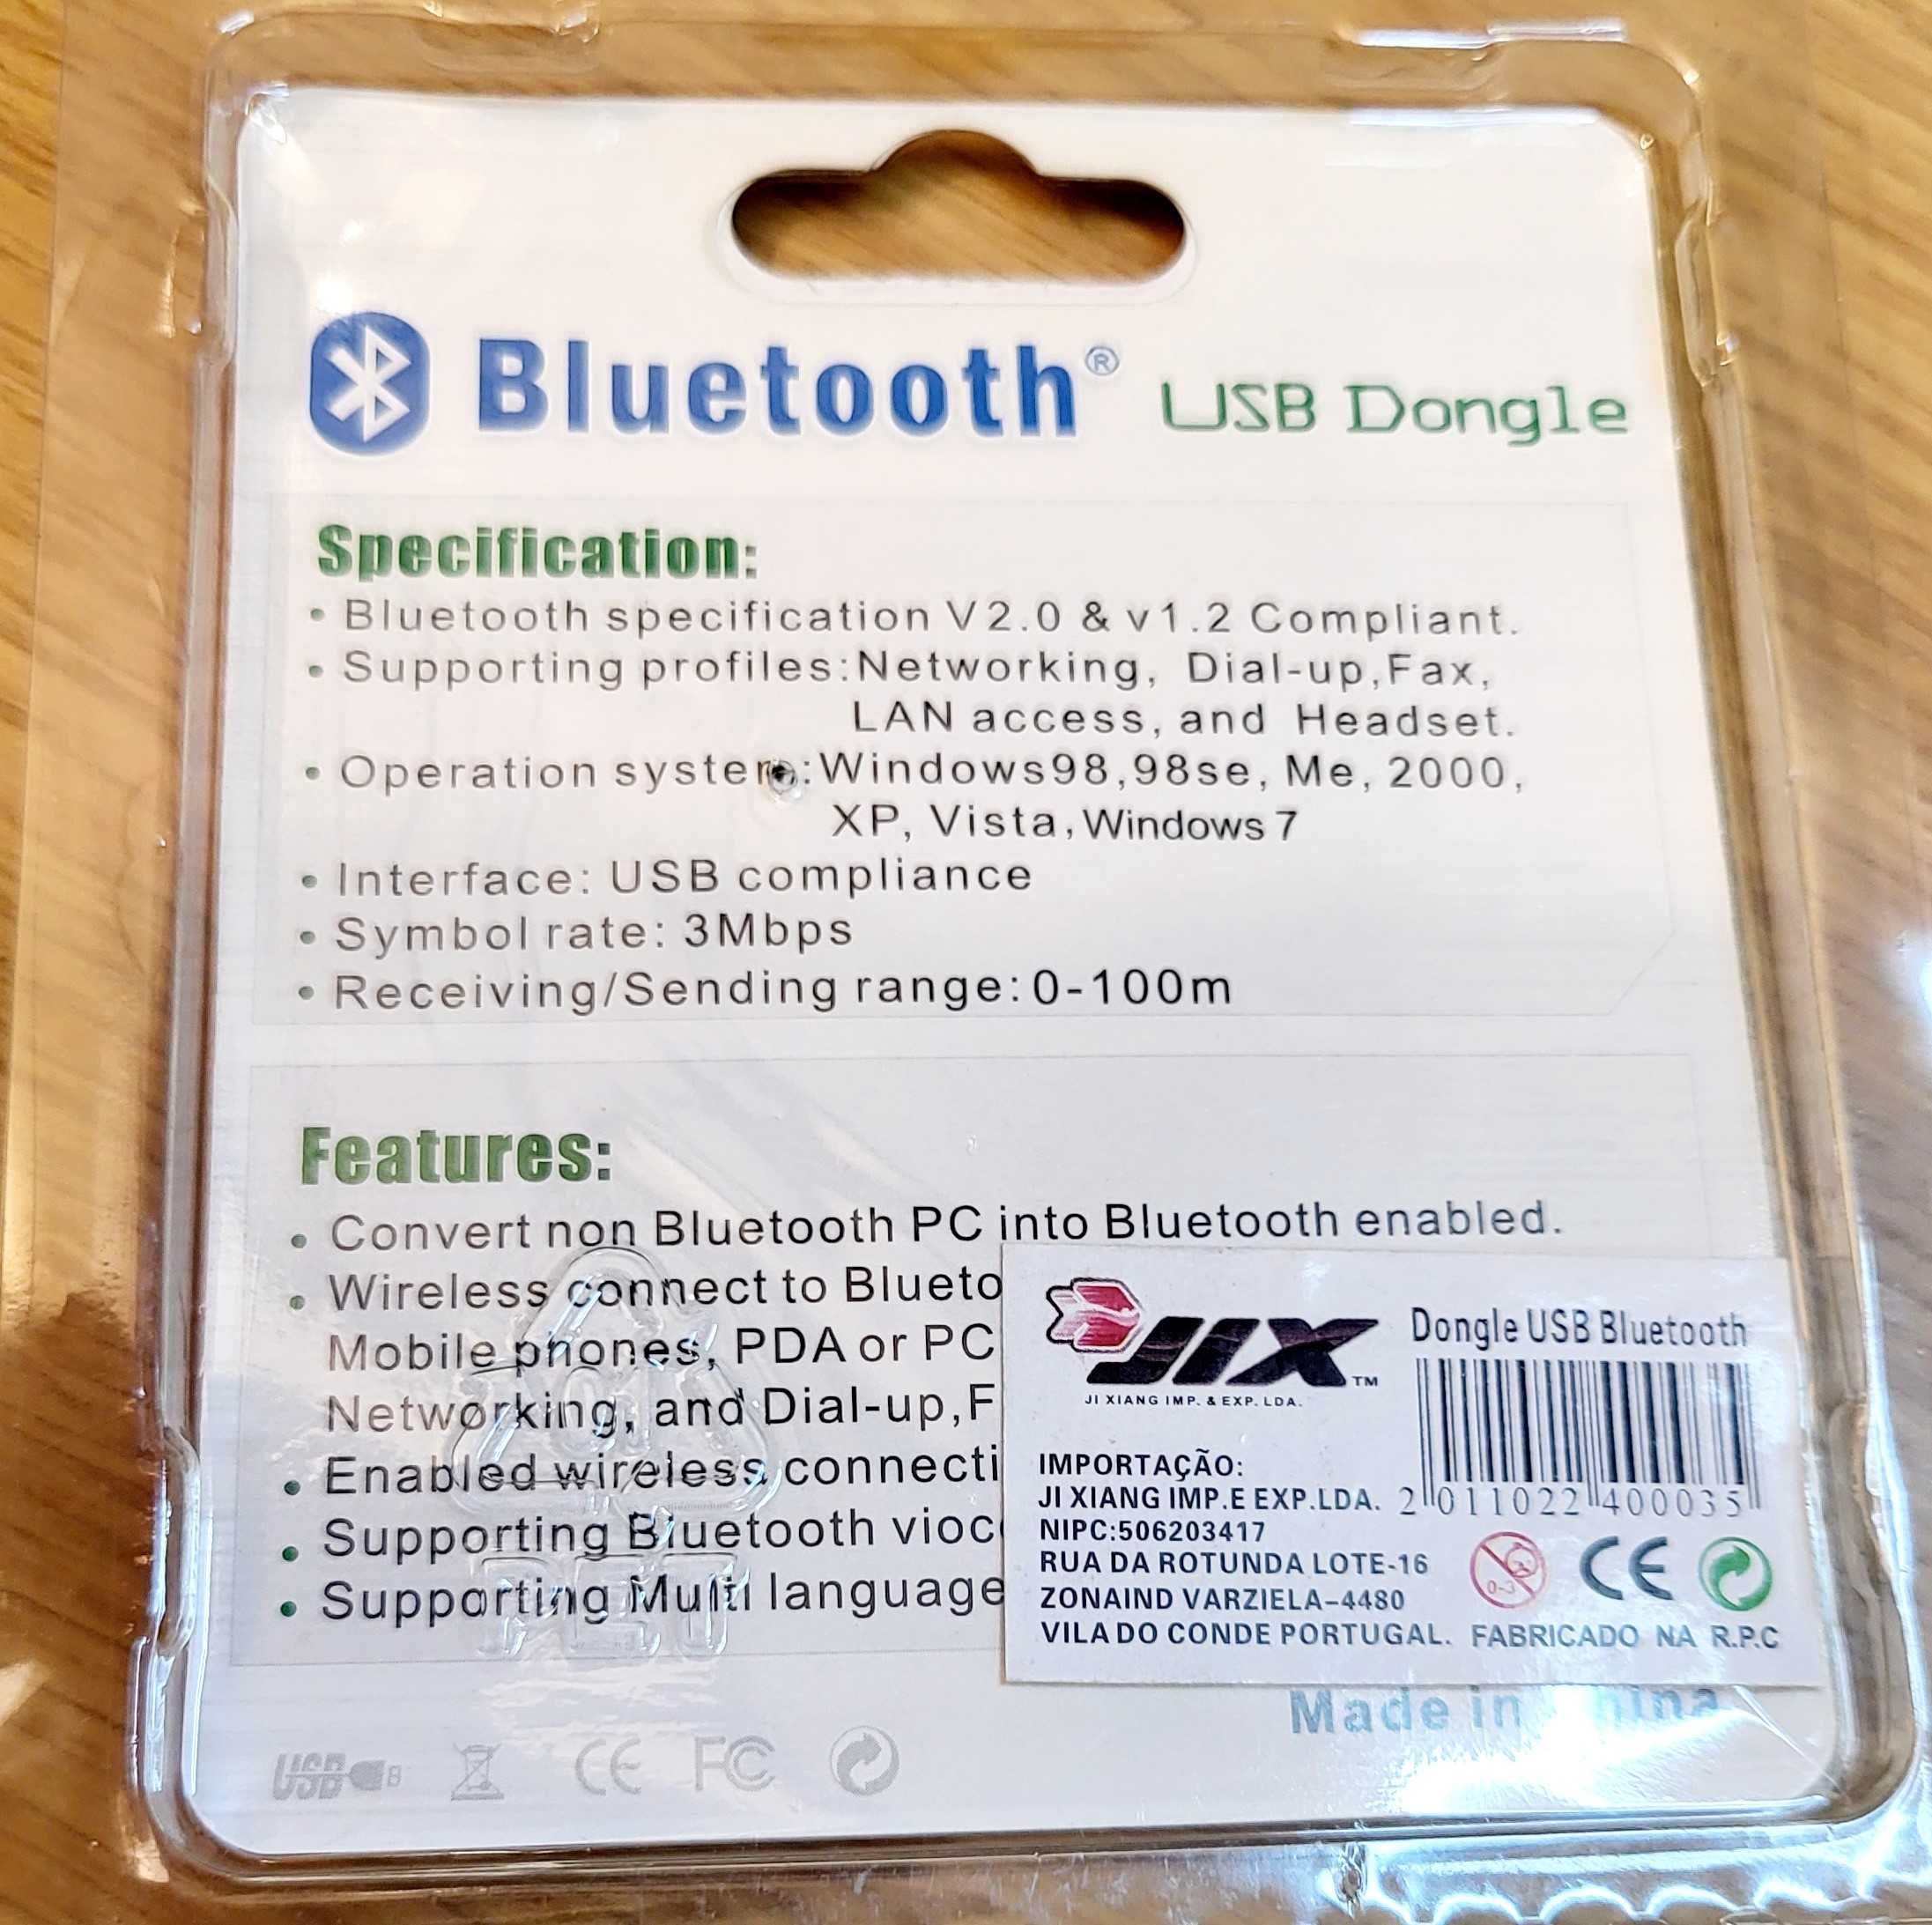 Bluetooth® USB Dongle
Specification:
• Bluetooth specification V2.0 & v1.2 Compliant.
• Supporting profiles:Networking, Dial-up,Fax,
LAN access, and Headset.
• Operation system:Windows98,98se, Me, 2000,
XP, Vista,Windows 7
• Interface: USB compliance
• Symbol rate: 3Mbps
• Receiving/Sending range:0-100m
Features:
• Convert non Bluetooth PC into Bluetooth enabled.
• Wireless connect to Blueto
Mobile phones, PDA or PC
Networking, and Dial-up,F
• Enabled wireless connecti
• Supporting Bluetooth vioc
• Supporting Multi language
JIX™
JI XIANG IMP. & EXP. LDA.
Dongle USB Bluetooth
2 011022 400035
IMPORTAÇÃO:
JI XIANG IMP.E EXP.LDA.
NIPC:506203417
RUA DA ROTUNDA LOTE-16
ZONAIND VARZIELA-4480
VILA DO CONDE PORTUGAL.
0-3
CE
FABRICADO NA R.P.C
Made in hina
USB
CE FC
PET